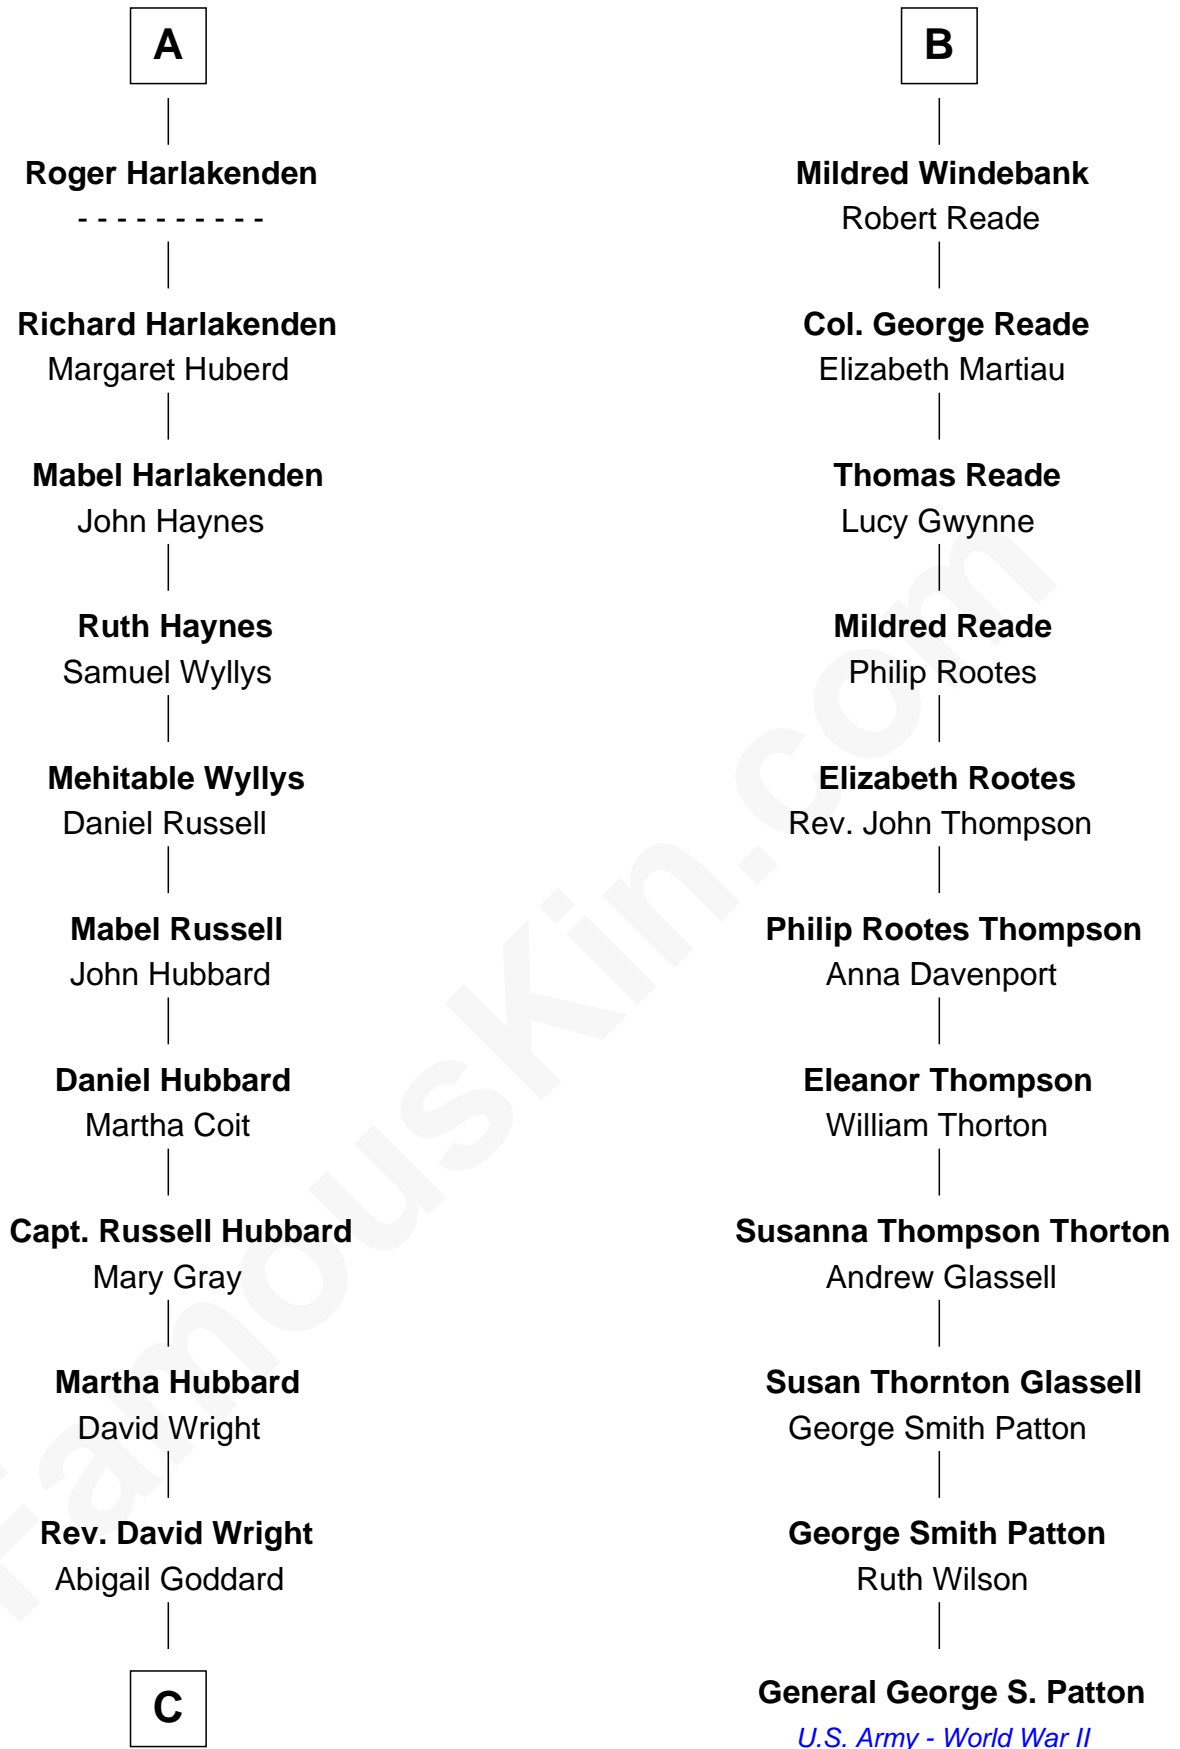 A
Roger Harlakenden
- - - - - - - - - -
Richard Harlakenden
Margaret Huberd
Mabel Harlakenden
John Haynes
Ruth Haynes
Samuel Wyllys
Mehitable Wyllys
Daniel Russell
Mabel Russell
John Hubbard
Daniel Hubbard
Martha Coit
Capt. Russell Hubbard
Mary Gray
Martha Hubbard
David Wright
Rev. David Wright
Abigail Goddard
C
B
Mildred Windebank
Robert Reade
Col. George Reade
Elizabeth Martiau
Thomas Reade
Lucy Gwynne
Mildred Reade
Philip Rootes
Elizabeth Rootes
Rev. John Thompson
Philip Rootes Thompson
Anna Davenport
Eleanor Thompson
William Thorton
Susanna Thompson Thorton
Andrew Glassell
Susan Thornton Glassell
George Smith Patton
George Smith Patton
Ruth Wilson
General George S. Patton
U.S. Army - World War II
FamousKin.com